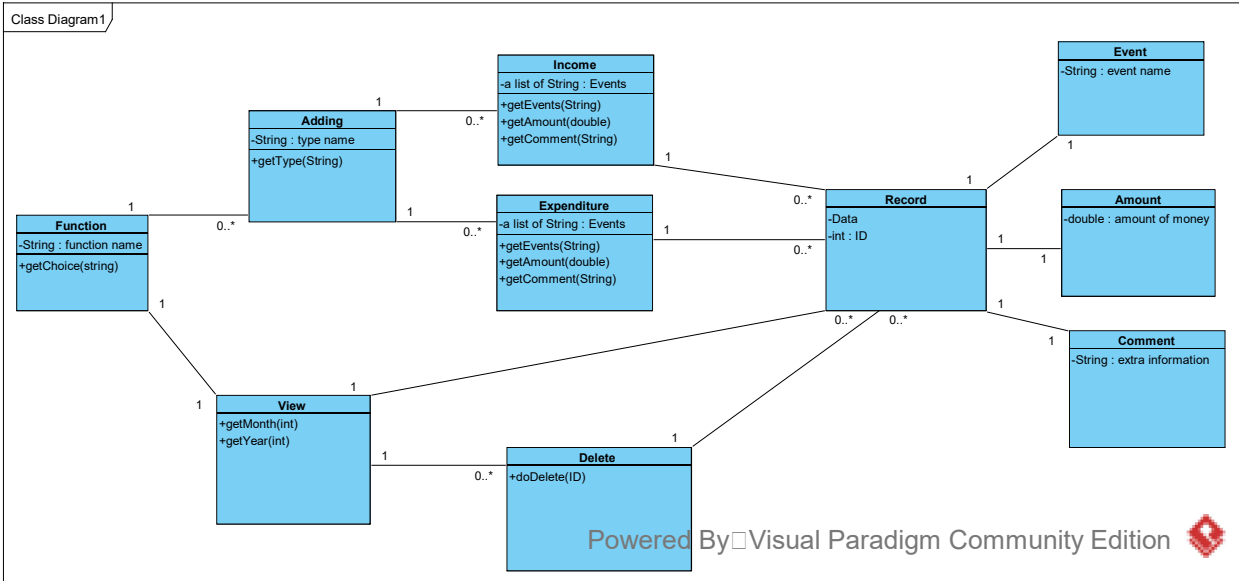 Class Diagram1
Income
-a list of String : Events
+getEvents(String)
+getAmount(double)
+getComment(String)
Event
-String : event name
Adding
-String : type name
+getType(String)
1
0..*
1
0..*
1
0..*
Expenditure
-a list of String : Events
+getEvents(String)
+getAmount(double)
+getComment(String)
1
0..*
1
0..*
Record
-Data
-int : ID
1
1
Amount
-double : amount of money
1
1
Function
-String : function name
+getChoice(string)
1
1
0..*
0..*
1
1
Comment
-String : extra information
View
+getMonth(int)
+getYear(int)
1
1
0..*
Delete
+doDelete(ID)
1
Powered By□Visual Paradigm Community Edition